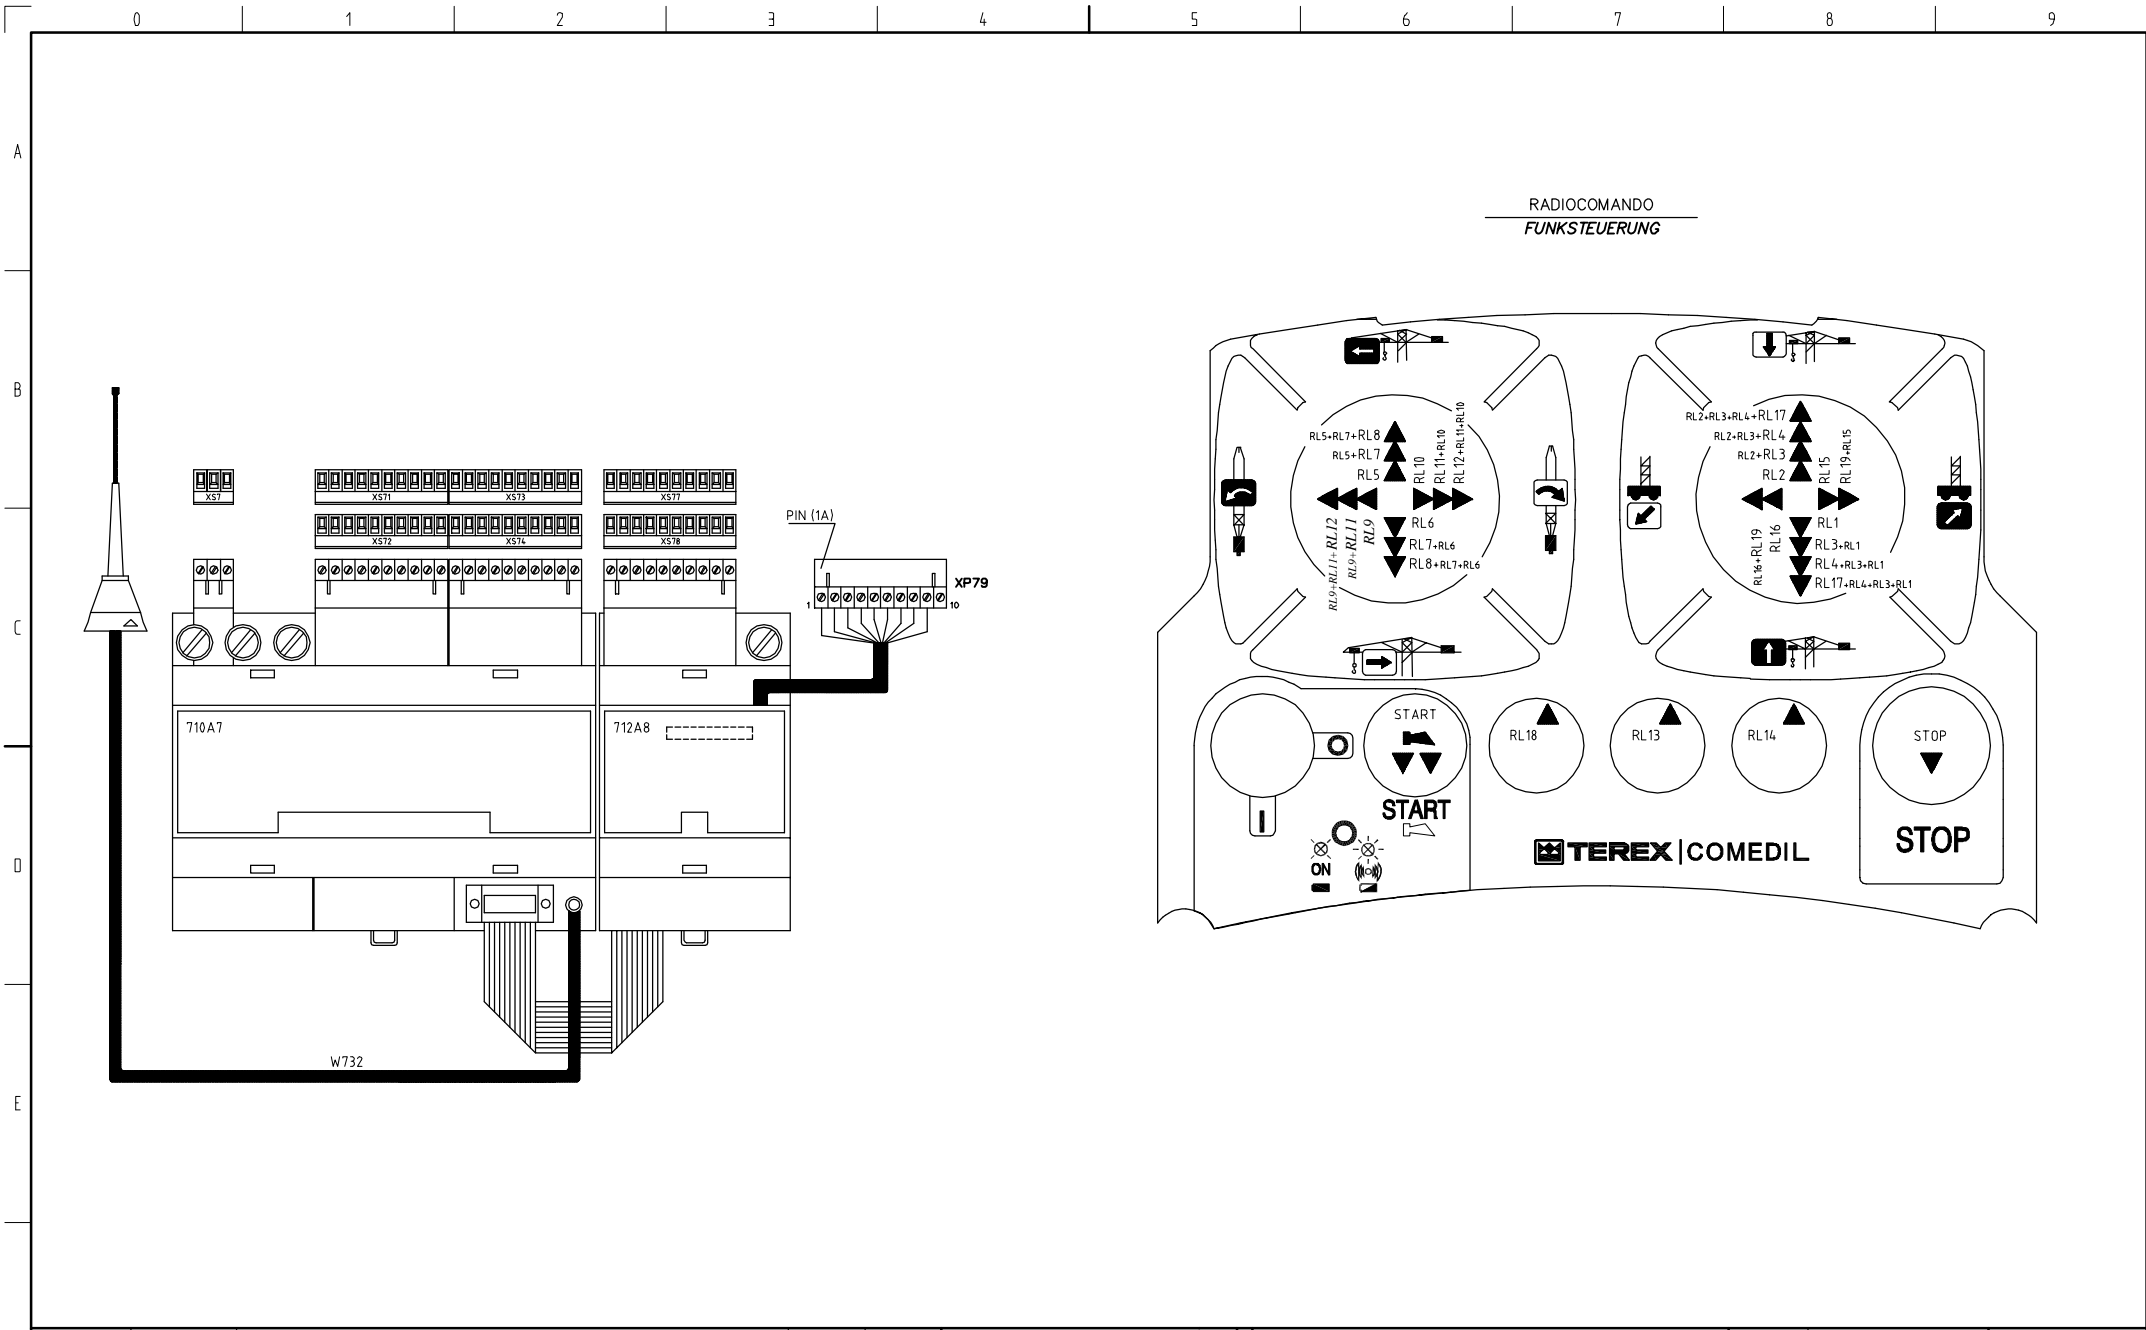 0 1 2 3 4 5 6 7 8 9
A
RADIOCOMANDO
FUNKSTEUERUNG
B
XS7
XS71
XS73
XS77
XS72
XS74
XS78
PIN (1A)
XP79
1
10
C
710A7
712A8
D
W732
E
RL5+RL7+RL8
RL5+RL7
RL5
RL10
RL11+RL10
RL12+RL11+RL10
RL9+RL11+RL12
RL9+RL11
RL9
RL6
RL7+RL6
RL8+RL7+RL6
RL2+RL3+RL4+RL17
RL2+RL3+RL4
RL2+RL3
RL2
RL15
RL19+RL15
RL16+RL19
RL16
RL1
RL3+RL1
RL4+RL3+RL1
RL17+RL4+RL3+RL1
START
RL18
RL13
RL14
STOP
START
ON
TEREX|COMEDIL
STOP